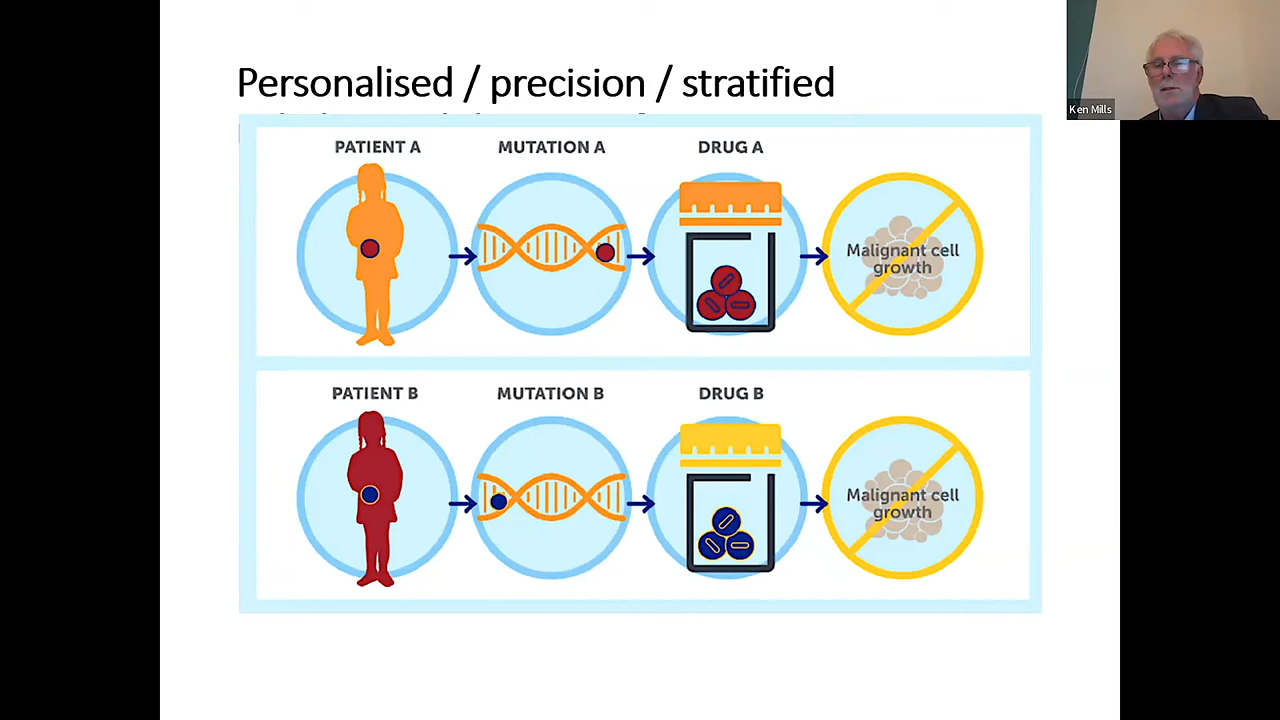 Personalised / precision / stratified
Ken Mills
PATIENT A
MUTATION A
DRUG A
Malignant cell
growth
PATIENT B
MUTATION B
DRUG B
Malignant cell
growth